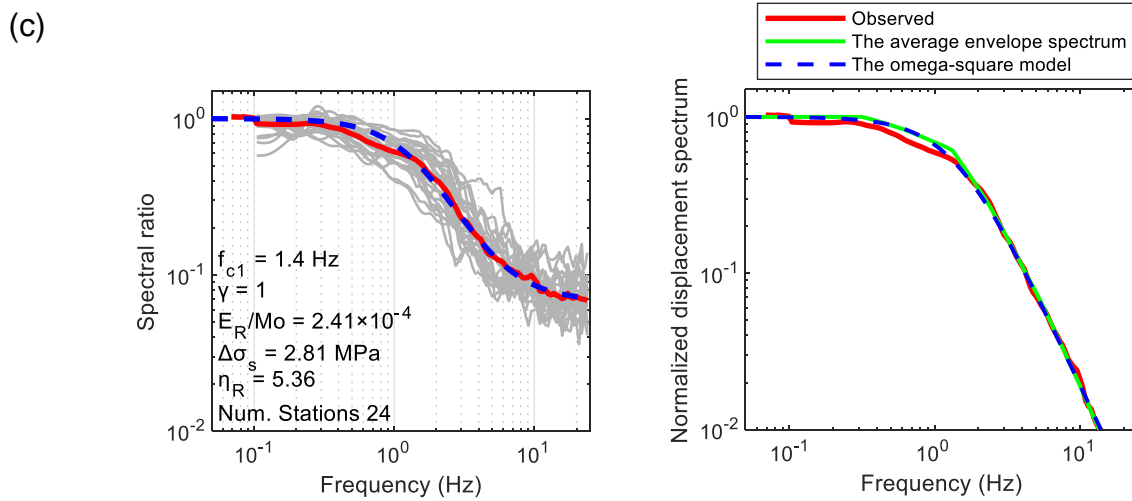 (c)
Observed
The average envelope spectrum
The omega-square model
Spectral ratio
10^0
10^-1
10^-2
f_c1 = 1.4 Hz
γ = 1
E_R/Mo = 2.41×10^-4
Δσ_s = 2.81 MPa
η_R = 5.36
Num. Stations 24
10^-1
10^0
10^1
Frequency (Hz)
Normalized displacement spectrum
10^0
10^-1
10^-2
10^-1
10^0
10^1
Frequency (Hz)